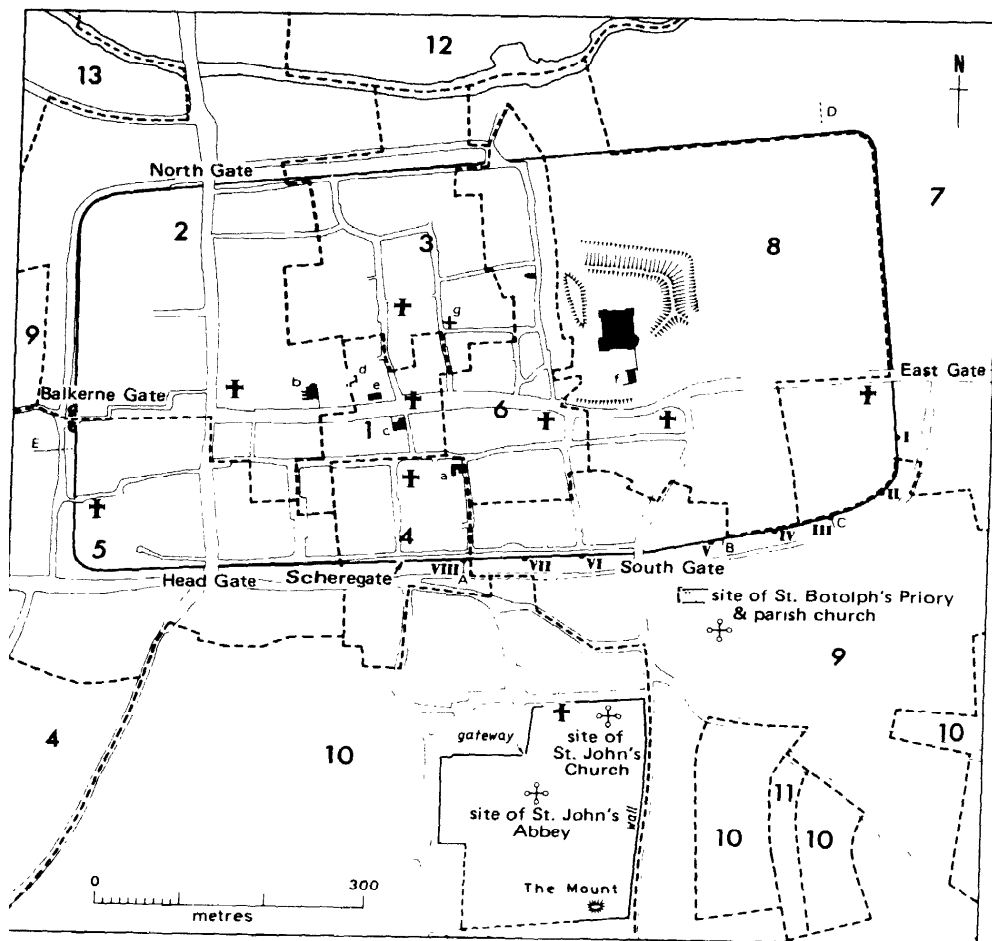 12
13
N
D
North Gate
7
2
3
8
9
g
d
b
e
f
East Gate
Balkerne Gate
6
1
c
E
I
a
II
5
4
C
III
IV
B
V
VIII
VII
VI
A
Head Gate
Scheregate
South Gate
site of St. Botolph's Priory
& parish church
9
4
10
gateway
site of
St. John's
Church
10
site of St. John's
Abbey
wall
11
10
10
The Mount
0
300
metres